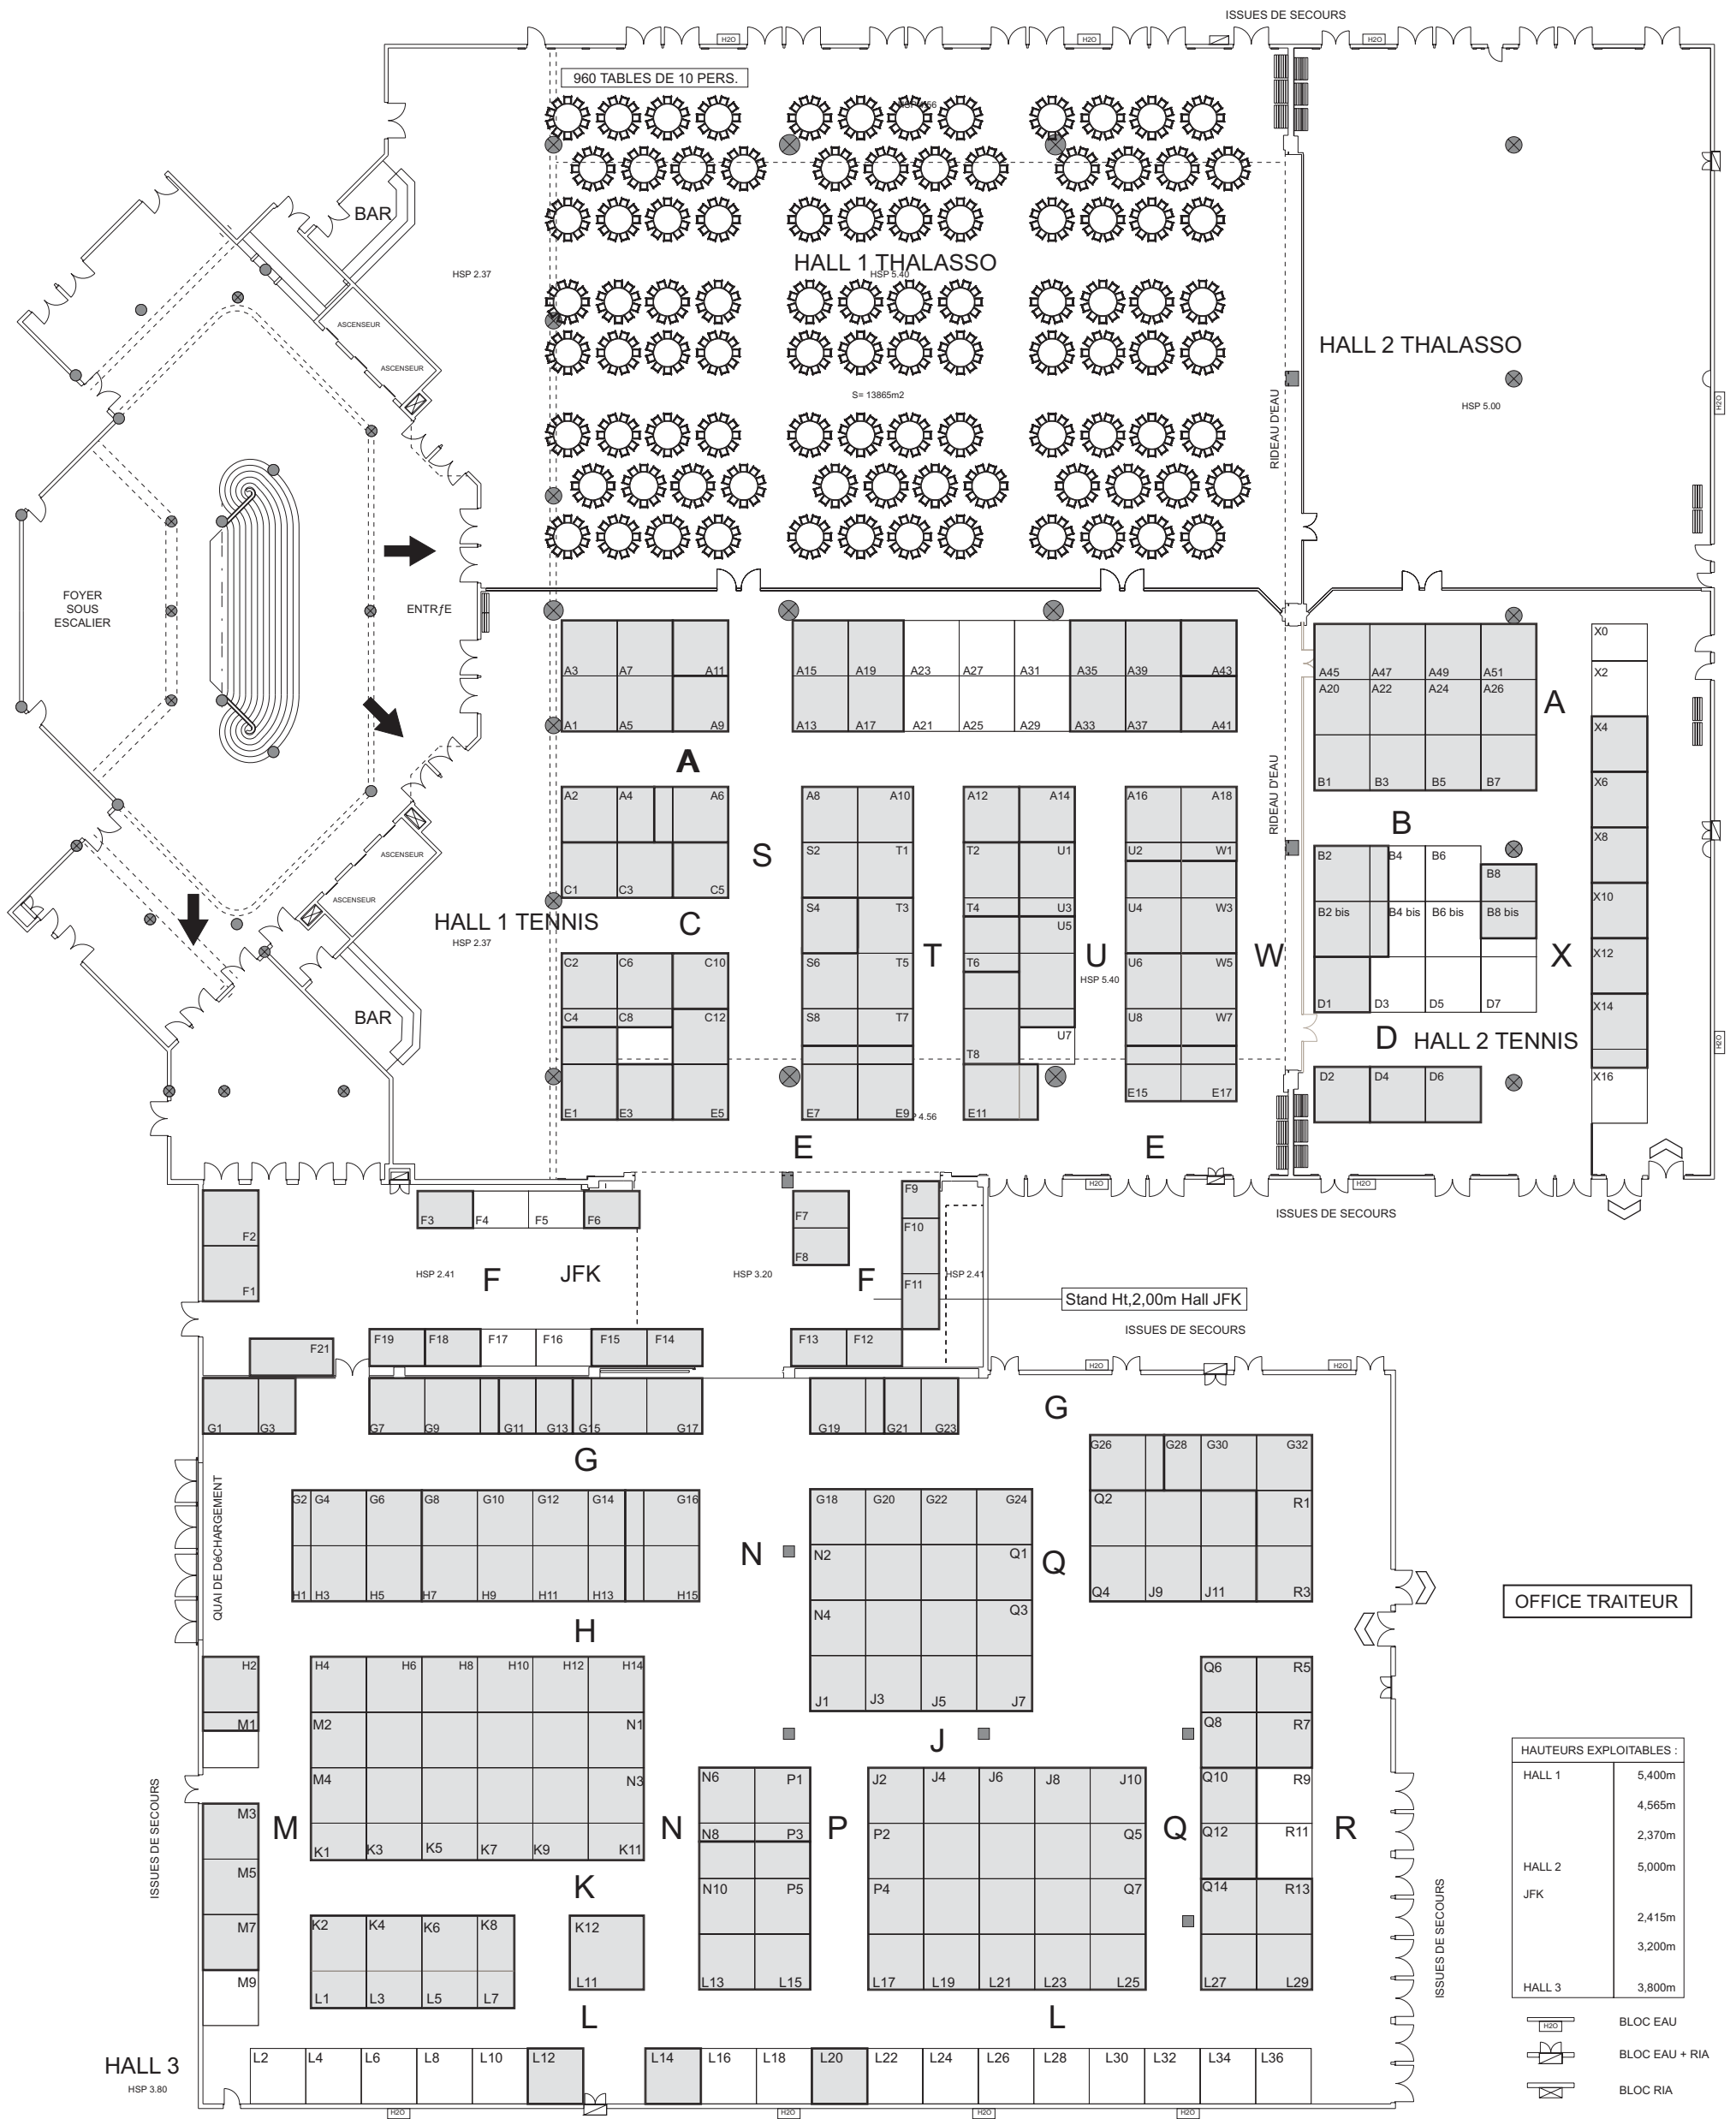 ISSUES DE SECOURS
H2O
H2O
H2O
960 TABLES DE 10 PERS.
BAR
HALL 1 THALASSO
HSP 5.40
HSP 2.37
ASCENSEUR
ASCENSEUR
HALL 2 THALASSO
S= 13865m2
HSP 5.00
H2O
RIDEAU D'EAU
FOYER
SOUS
ESCALIER
ENTRƒE
A3 A7 A11 A15 A19 A23 A27 A31 A35 A39 A43
A1 A5 A9 A13 A17 A21 A25 A29 A33 A37 A41
A45 A47 A49 A51
A20 A22 A24 A26
B1 B3 B5 B7
X0
X2
X4
X6
X8
X10
X12
X14
X16
A
A
RIDEAU D'EAU
A2 A4 A6
C1 C3 C5
S
A8 A10
S2 T1
S4 T3
S6 T5
S8 T7
E7 E9
A12 A14
T2 U1
T4 U3
U5
T6
U7
T8
E11
A16 A18
U2 W1
U4 W3
U6 W5
U8 W7
E15 E17
B
B2 B4 B6
B8
B2 bis B4 bis B6 bis B8 bis
D1 D3 D5 D7
ASCENSEUR
ASCENSEUR
HALL 1 TENNIS
HSP 2.37
C
T
U
HSP 5.40
W
X
C2 C6 C10
C4 C8 C12
E1 E3 E5
BAR
D
HALL 2 TENNIS
D2 D4 D6
H2O
4.56
E
E
H2O
H2O
ISSUES DE SECOURS
F2
F1
F3 F4 F5 F6
F7
F8
F9
F10
F11
HSP 2.41
F
JFK
HSP 3.20
F
HSP 2.41
Stand Ht,2,00m Hall JFK
ISSUES DE SECOURS
F21
F19 F18 F17 F16 F15 F14
F13 F12
H2O
H2O
G1 G3 G7 G9 G11 G13 G15 G17 G19 G21 G23
G
G
G26 G28 G30 G32
Q2 R1
Q4 J9 J11 R3
QUAI DE DéCHARGEMENT
G2 G4 G6 G8 G10 G12 G14 G16
H1 H3 H5 H7 H9 H11 H13 H15
N
G18 G20 G22 G24
N2 Q1
N4 Q3
J1 J3 J5 J7
Q
OFFICE TRAITEUR
H
H2
M1
H4 H6 H8 H10 H12 H14
M2 N1
M4 N3
K1 K3 K5 K7 K9 K11
Q6 R5
Q8 R7
Q10 R9
Q12 R11
Q14 R13
L27 L29
J
N6 P1
N8 P3
N10 P5
L13 L15
J2 J4 J6 J8 J10
P2 Q5
P4 Q7
L17 L19 L21 L23 L25
M3
M5
M7
M9
M
N
P
Q
R
ISSUES DE SECOURS
K
K2 K4 K6 K8
L1 L3 L5 L7
K12
L11
L
L
ISSUES DE SECOURS
HAUTEURS EXPLOITABLES :
HALL 1 5,400m
4,565m
2,370m
HALL 2 5,000m
JFK
2,415m
3,200m
HALL 3 3,800m
H2O BLOC EAU
BLOC EAU + RIA
BLOC RIA
HALL 3
HSP 3.80
L2 L4 L6 L8 L10 L12 L14 L16 L18 L20 L22 L24 L26 L28 L30 L32 L34 L36
H2O
H2O
H2O
H2O